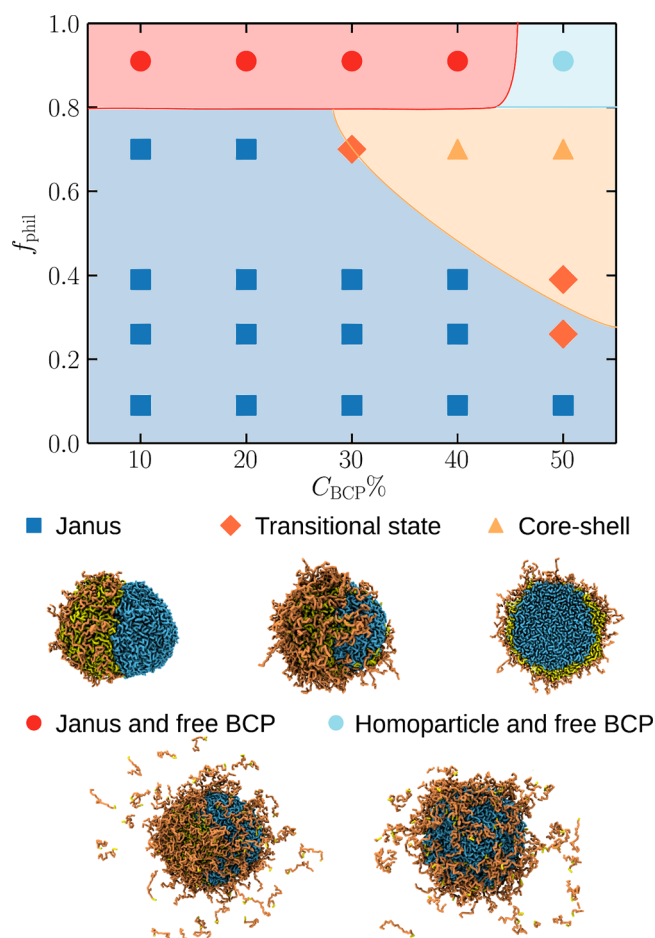 1.0
0.8
0.6
0.4
0.2
0.0
f_phil
10 20 30 40 50
C_BCP%
Janus Transitional state Core-shell
Janus and free BCP Homoparticle and free BCP